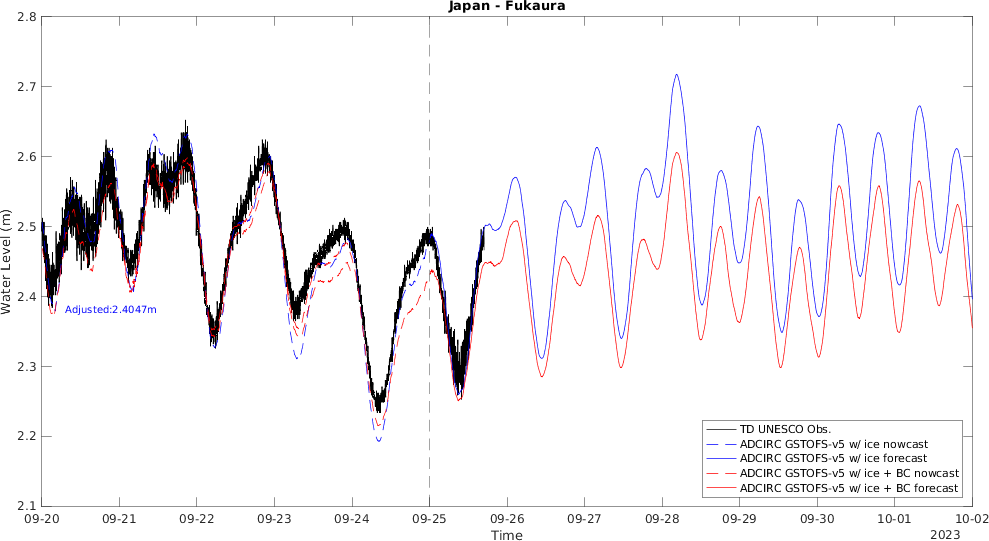 Japan - Fukaura
2.8
2.7
2.6
2.5
2.4
2.3
2.2
2.1
Water Level (m)
Adjusted:2.4047m
TD UNESCO Obs.
ADCIRC GSTOFS-v5 w/ ice nowcast
ADCIRC GSTOFS-v5 w/ ice forecast
ADCIRC GSTOFS-v5 w/ ice + BC nowcast
ADCIRC GSTOFS-v5 w/ ice + BC forecast
09-20 09-21 09-22 09-23 09-24 09-25 09-26 09-27 09-28 09-29 09-30 10-01 10-02
Time
2023